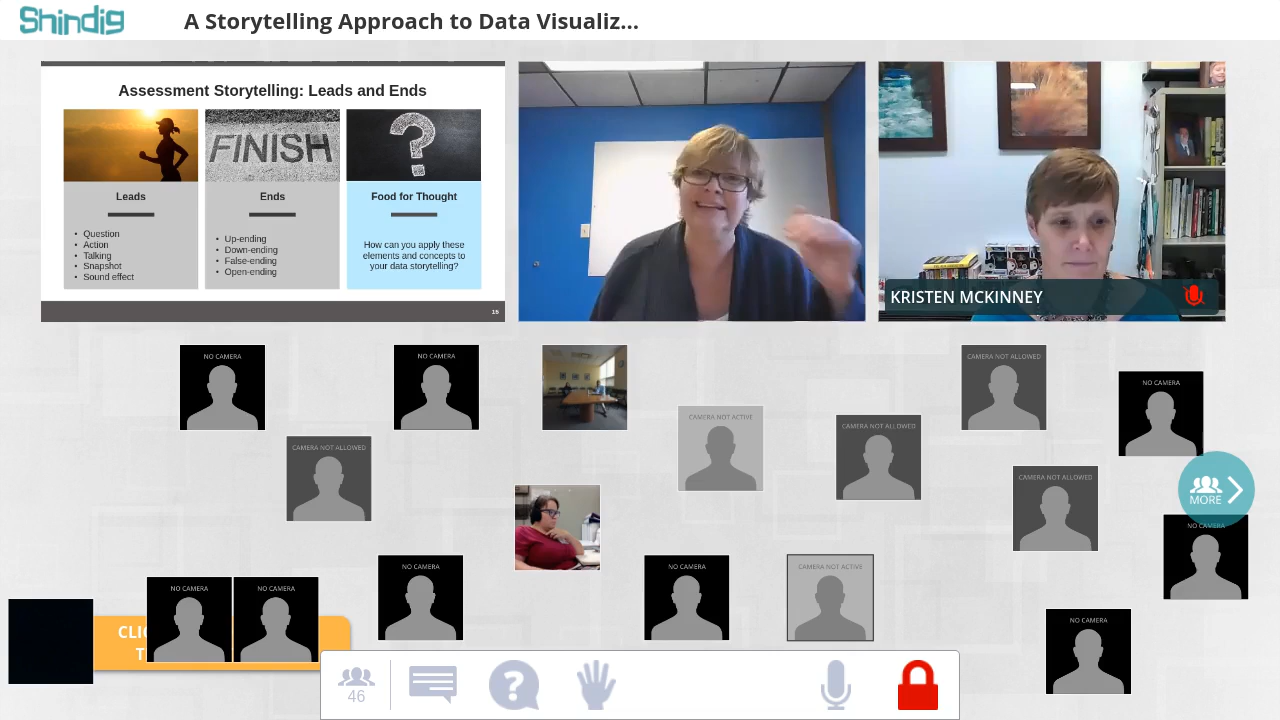 Shindig
A Storytelling Approach to Data Visualiz...
Assessment Storytelling: Leads and Ends
FINISH
?
Leads
• Question
• Action
• Talking
• Snapshot
• Sound effect
Ends
• Up-ending
• Down-ending
• False-ending
• Open-ending
Food for Thought
How can you apply these
elements and concepts to
your data storytelling?
16
KRISTEN MCKINNEY
NO CAMERA
NO CAMERA
CAMERA NOT ALLOWED
NO CAMERA
CAMERA NOT ACTIVE
CAMERA NOT ALLOWED
CAMERA NOT ALLOWED
CAMERA NOT ALLOWED
MORE
NO CAMERA
NO CAMERA
CAMERA NOT ACTIVE
NO CAMERA
NO CAMERA
NO CAMERA
NO CAMERA
46
?